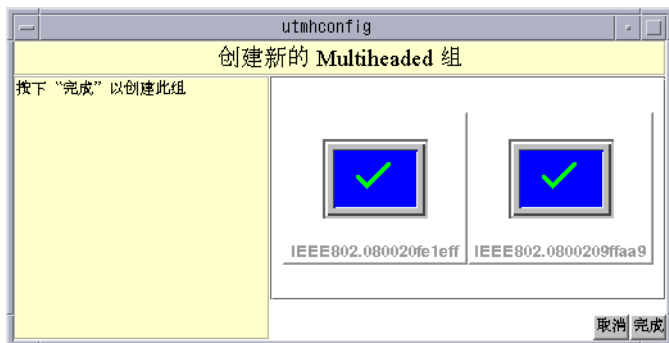 utmhconfig
创建新的 Multiheaded 组
按下“完成”以创建此组
IEEE802.080020fe1eff
IEEE802.0800209ffaa9
取消 完成